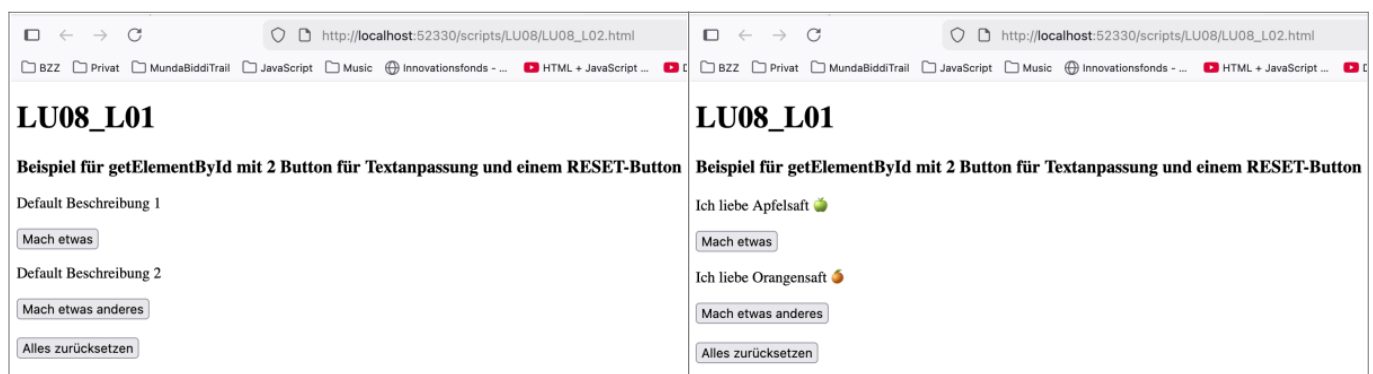 http://localhost:52330/scripts/LU08/LU08_L02.html
BZZ Privat MundaBiddiTrail JavaScript Music Innovationsfonds - ... HTML + JavaScript ...
LU08_L01
Beispiel für getElementById mit 2 Button für Textanpassung und einem RESET-Button
Default Beschreibung 1
Mach etwas
Default Beschreibung 2
Mach etwas anderes
Alles zurücksetzen
http://localhost:52330/scripts/LU08/LU08_L02.html
BZZ Privat MundaBiddiTrail JavaScript Music Innovationsfonds - ... HTML + JavaScript ...
LU08_L01
Beispiel für getElementById mit 2 Button für Textanpassung und einem RESET-Button
Ich liebe Apfelsaft 🍏
Mach etwas
Ich liebe Orangensaft 🍊
Mach etwas anderes
Alles zurücksetzen